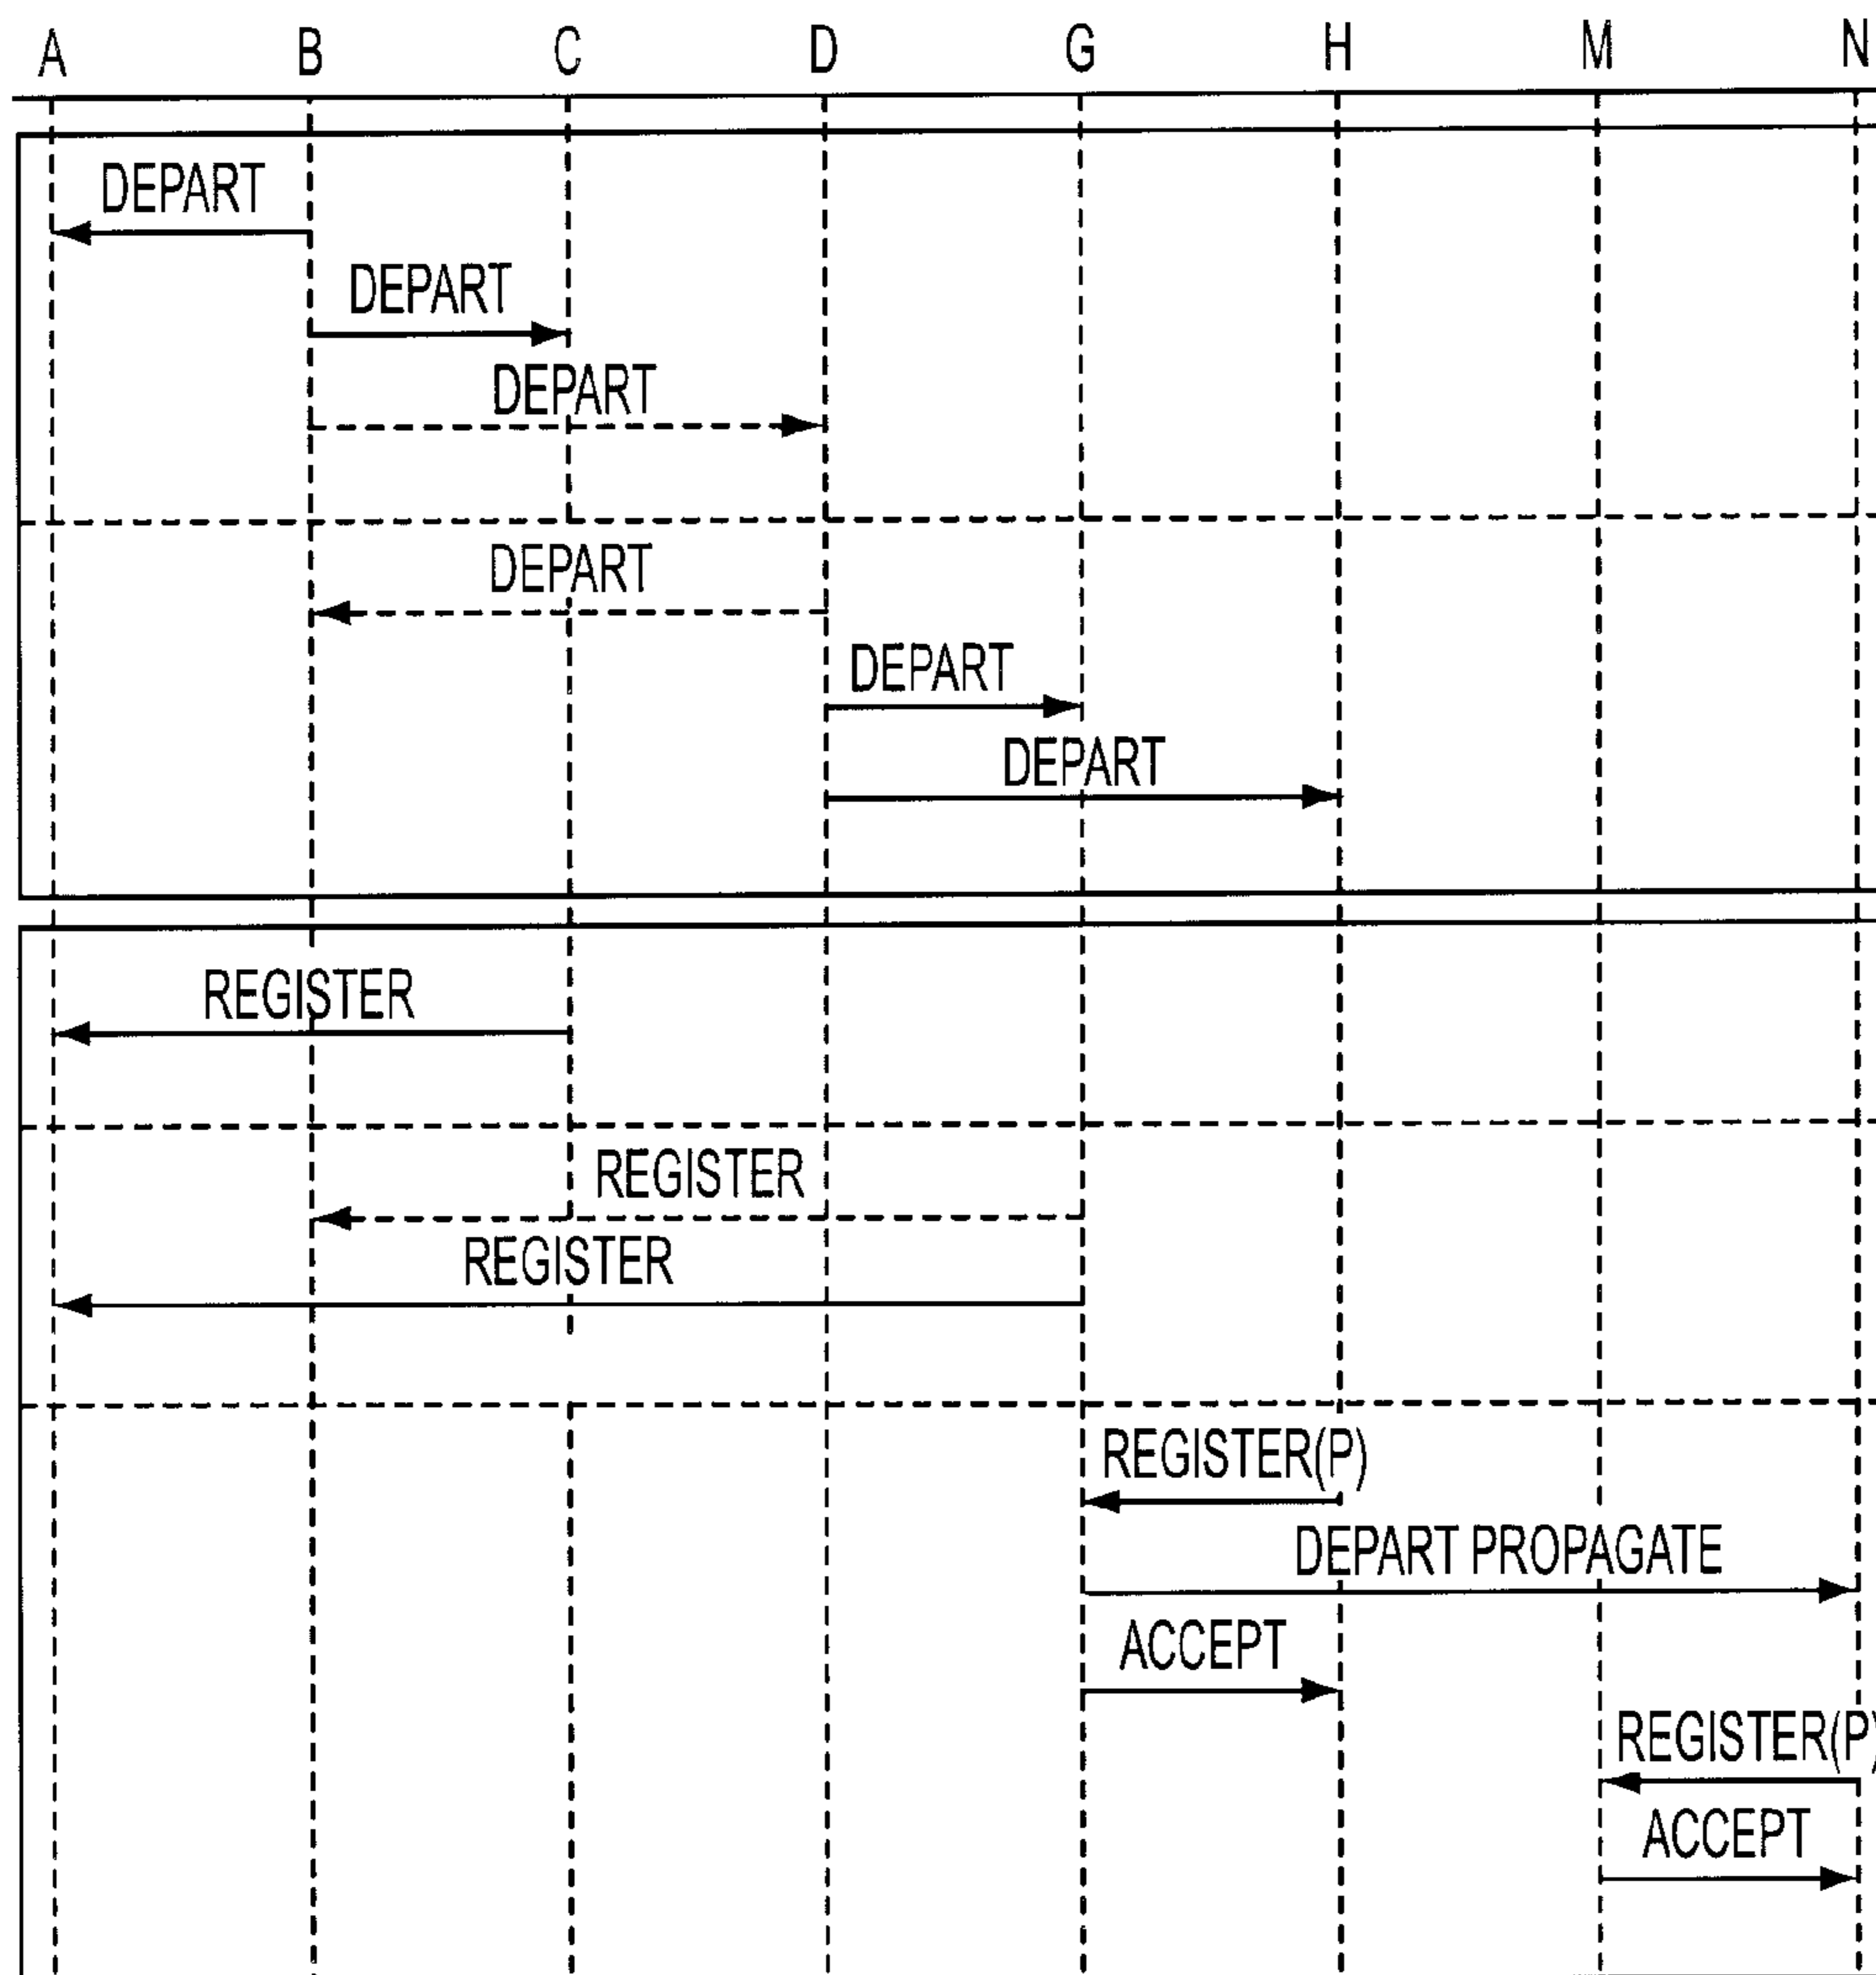 A B C D G H M N
DEPART
DEPART
DEPART
DEPART
DEPART
DEPART
REGISTER
REGISTER
REGISTER
REGISTER(P)
DEPART PROPAGATE
ACCEPT
REGISTER(P)
ACCEPT